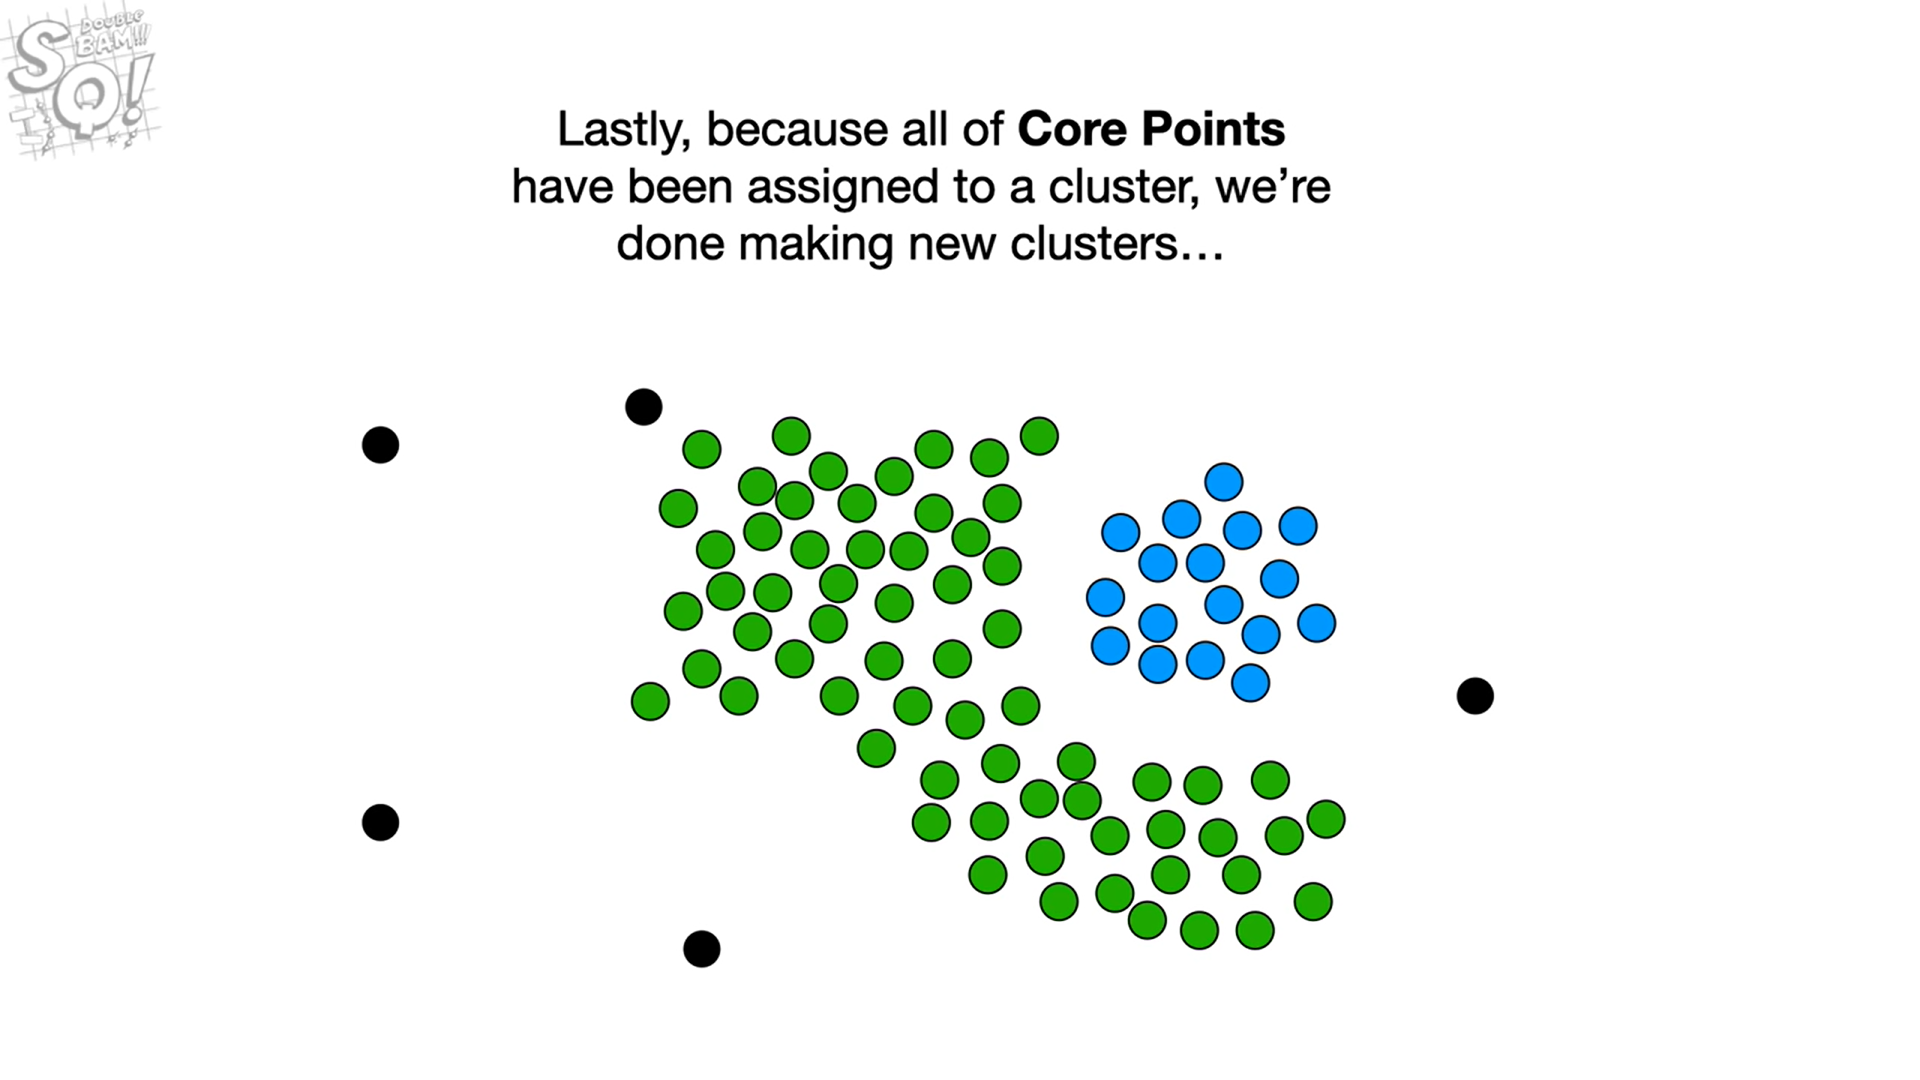 DOUBLE
BAM!!!
SQ!
Lastly, because all of Core Points
have been assigned to a cluster, we’re
done making new clusters…